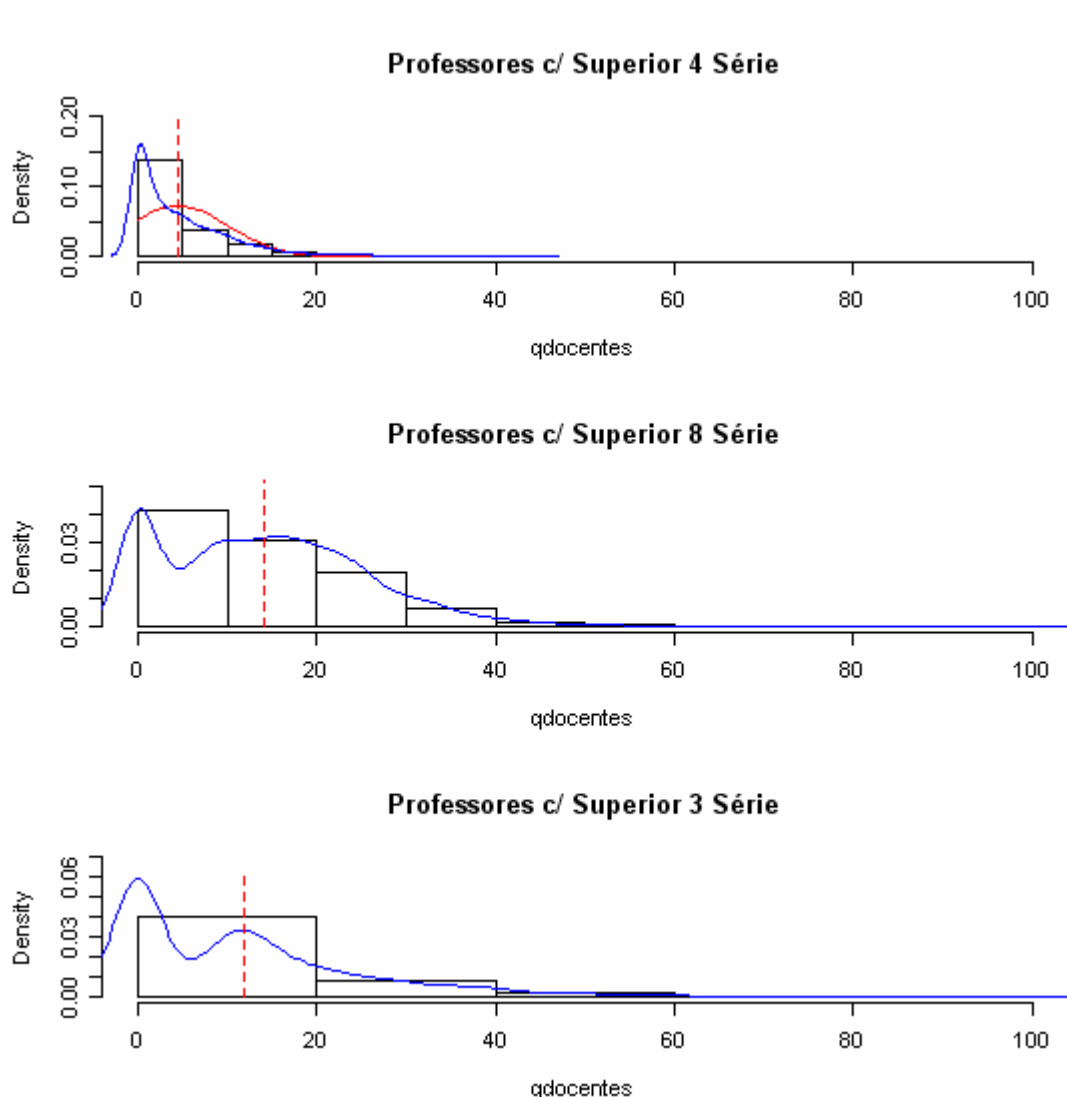 Professores c/ Superior 4 Série
Density
0.00 0.10 0.20
0 20 40 60 80 100
qdocentes
Professores c/ Superior 8 Série
Density
0.00 0.03
0 20 40 60 80 100
qdocentes
Professores c/ Superior 3 Série
Density
0.00 0.03 0.06
0 20 40 60 80 100
qdocentes